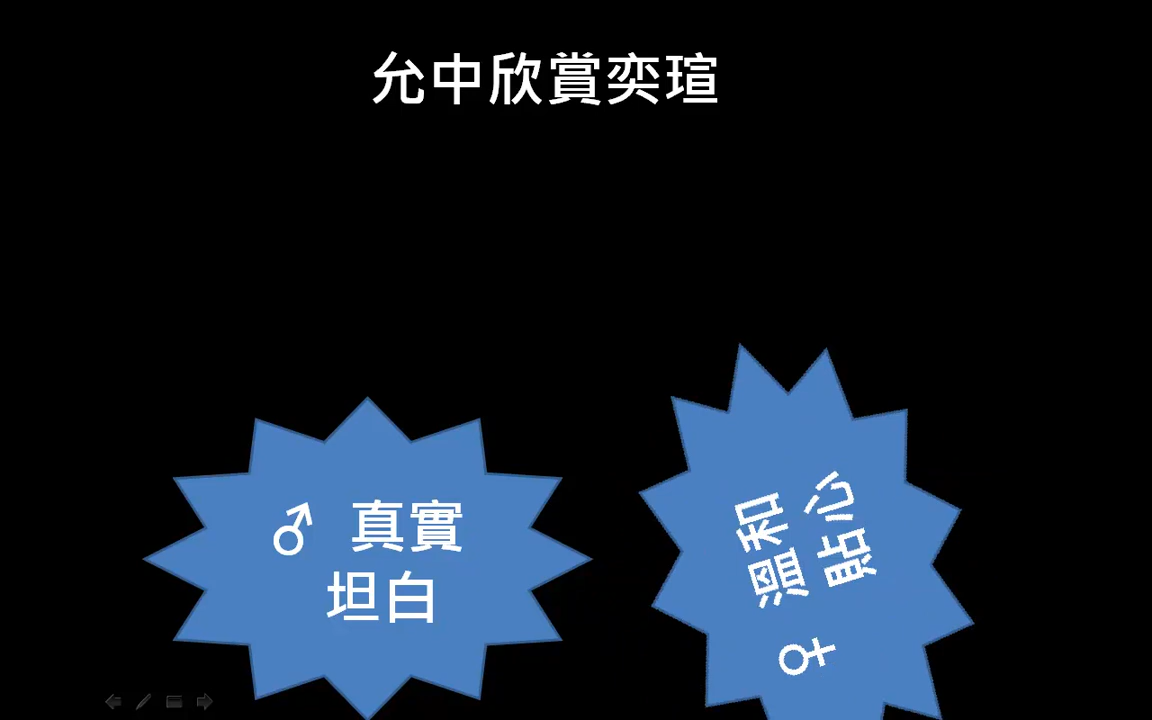 允中欣賞奕瑄
♂ 真實
坦白
♀ 溫和
貼心